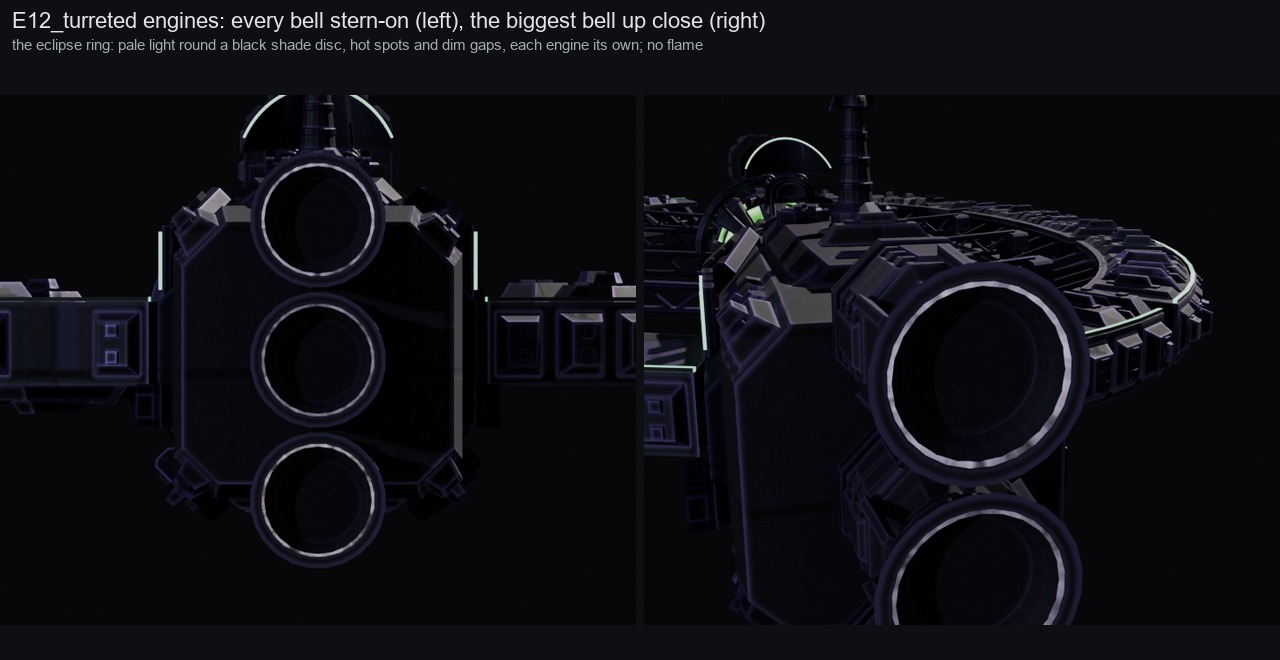 E12_turreted engines: every bell stern-on (left), the biggest bell up close (right)
the eclipse ring: pale light round a black shade disc, hot spots and dim gaps, each engine its own; no flame